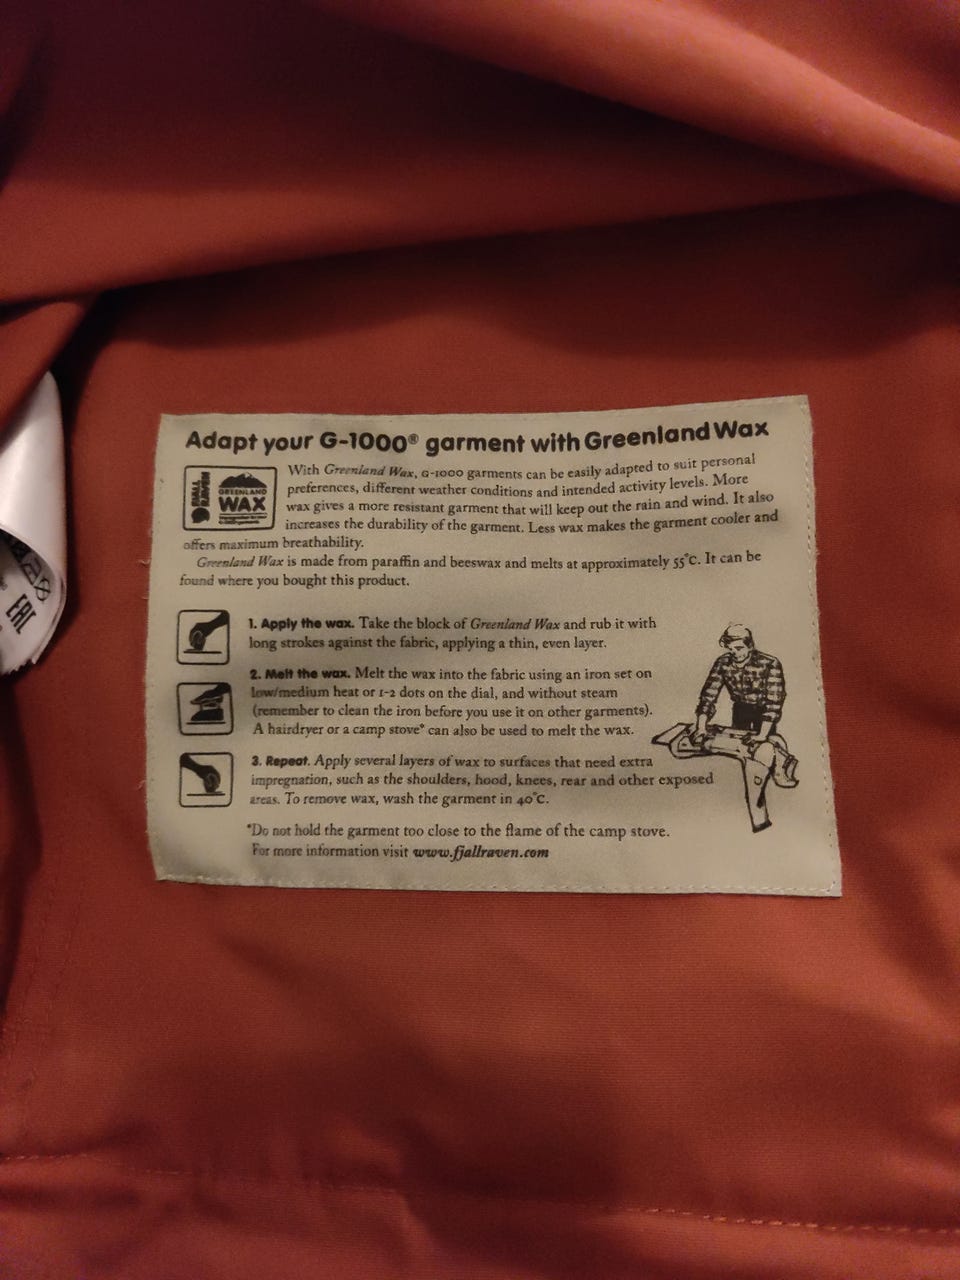 Adapt your G-1000® garment with Greenland Wax
FJÄLL RÄVEN
GREENLAND
WAX
With Greenland Wax, G-1000 garments can be easily adapted to suit personal
preferences, different weather conditions and intended activity levels. More
wax gives a more resistant garment that will keep out the rain and wind. It also
increases the durability of the garment. Less wax makes the garment cooler and
offers maximum breathability.
Greenland Wax is made from paraffin and beeswax and melts at approximately 55°C. It can be
found where you bought this product.
1. Apply the wax. Take the block of Greenland Wax and rub it with
long strokes against the fabric, applying a thin, even layer.
2. Melt the wax. Melt the wax into the fabric using an iron set on
low/medium heat or 1-2 dots on the dial, and without steam
(remember to clean the iron before you use it on other garments).
A hairdryer or a camp stove* can also be used to melt the wax.
3. Repeat. Apply several layers of wax to surfaces that need extra
impregnation, such as the shoulders, hood, knees, rear and other exposed
areas. To remove wax, wash the garment in 40°C.
*Do not hold the garment too close to the flame of the camp stove.
For more information visit www.fjallraven.com
EAC